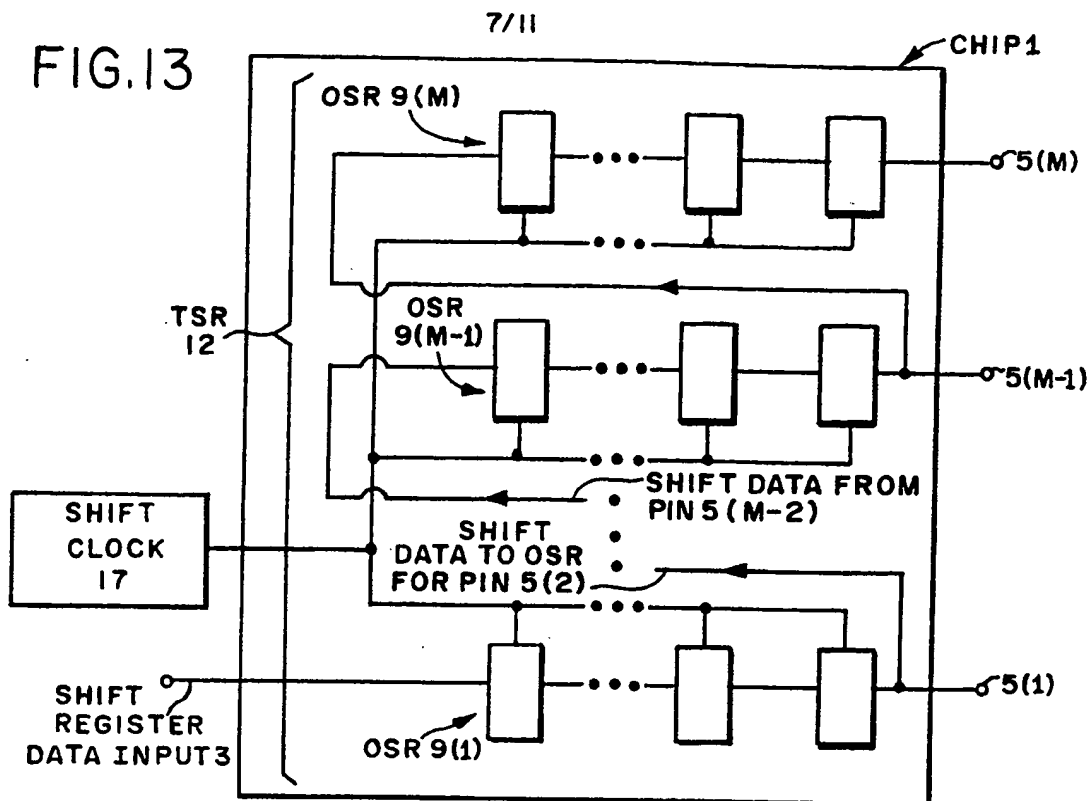 7/11
FIG.13
CHIP1
OSR 9(M)
5(M)
TSR
12
OSR
9(M-1)
5(M-1)
SHIFT DATA FROM
PIN 5(M-2)
SHIFT
CLOCK
17
SHIFT
DATA TO OSR
FOR PIN 5(2)
SHIFT
REGISTER
DATA INPUT3
OSR 9(1)
5(1)